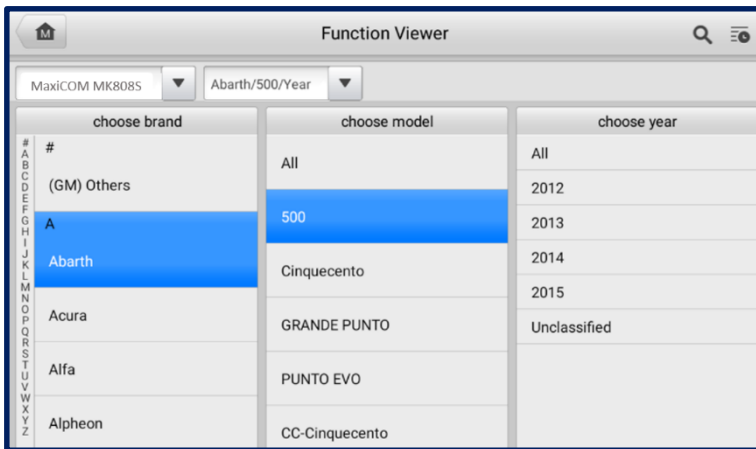 M
Function Viewer
MaxiCOM MK808S
Abarth/500/Year
choose brand
#
A
B
C
D
E
F
G
H
I
J
K
L
M
N
O
P
Q
R
S
T
U
V
W
X
Y
Z
#
(GM) Others
A
Abarth
Acura
Alfa
Alpheon
choose model
All
500
Cinquecento
GRANDE PUNTO
PUNTO EVO
CC-Cinquecento
choose year
All
2012
2013
2014
2015
Unclassified